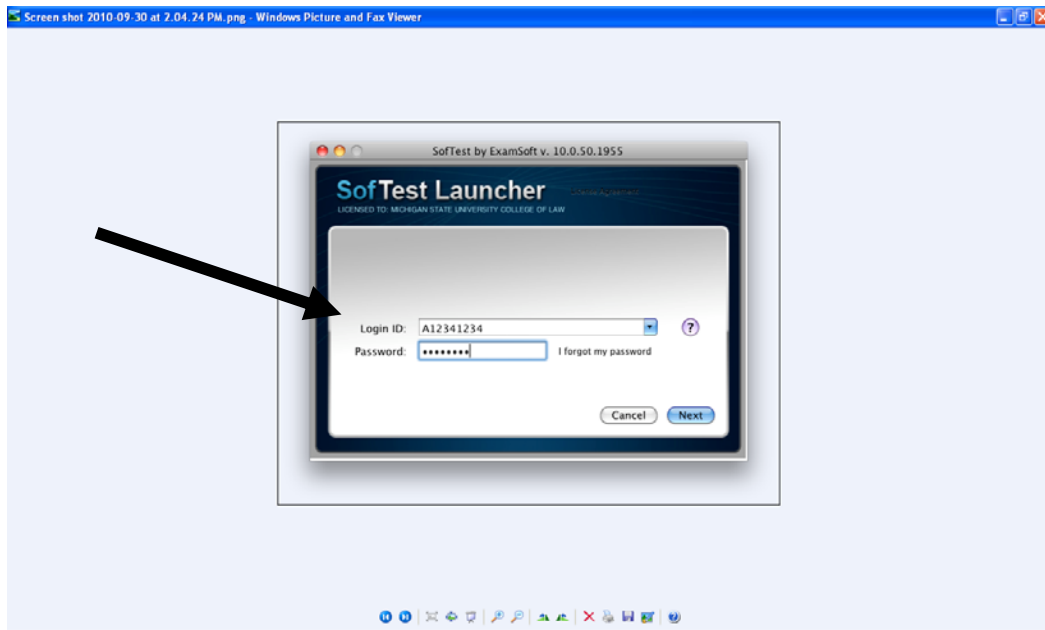 Screen shot 2010-09-30 at 2.04.24 PM.png - Windows Picture and Fax Viewer
SofTest by ExamSoft v. 10.0.50.1955
SofTest Launcher
License Agreement
LICENSED TO: MICHIGAN STATE UNIVERSITY COLLEGE OF LAW
Login ID: A12341234 ?
Password: •••••••• I forgot my password
Cancel Next